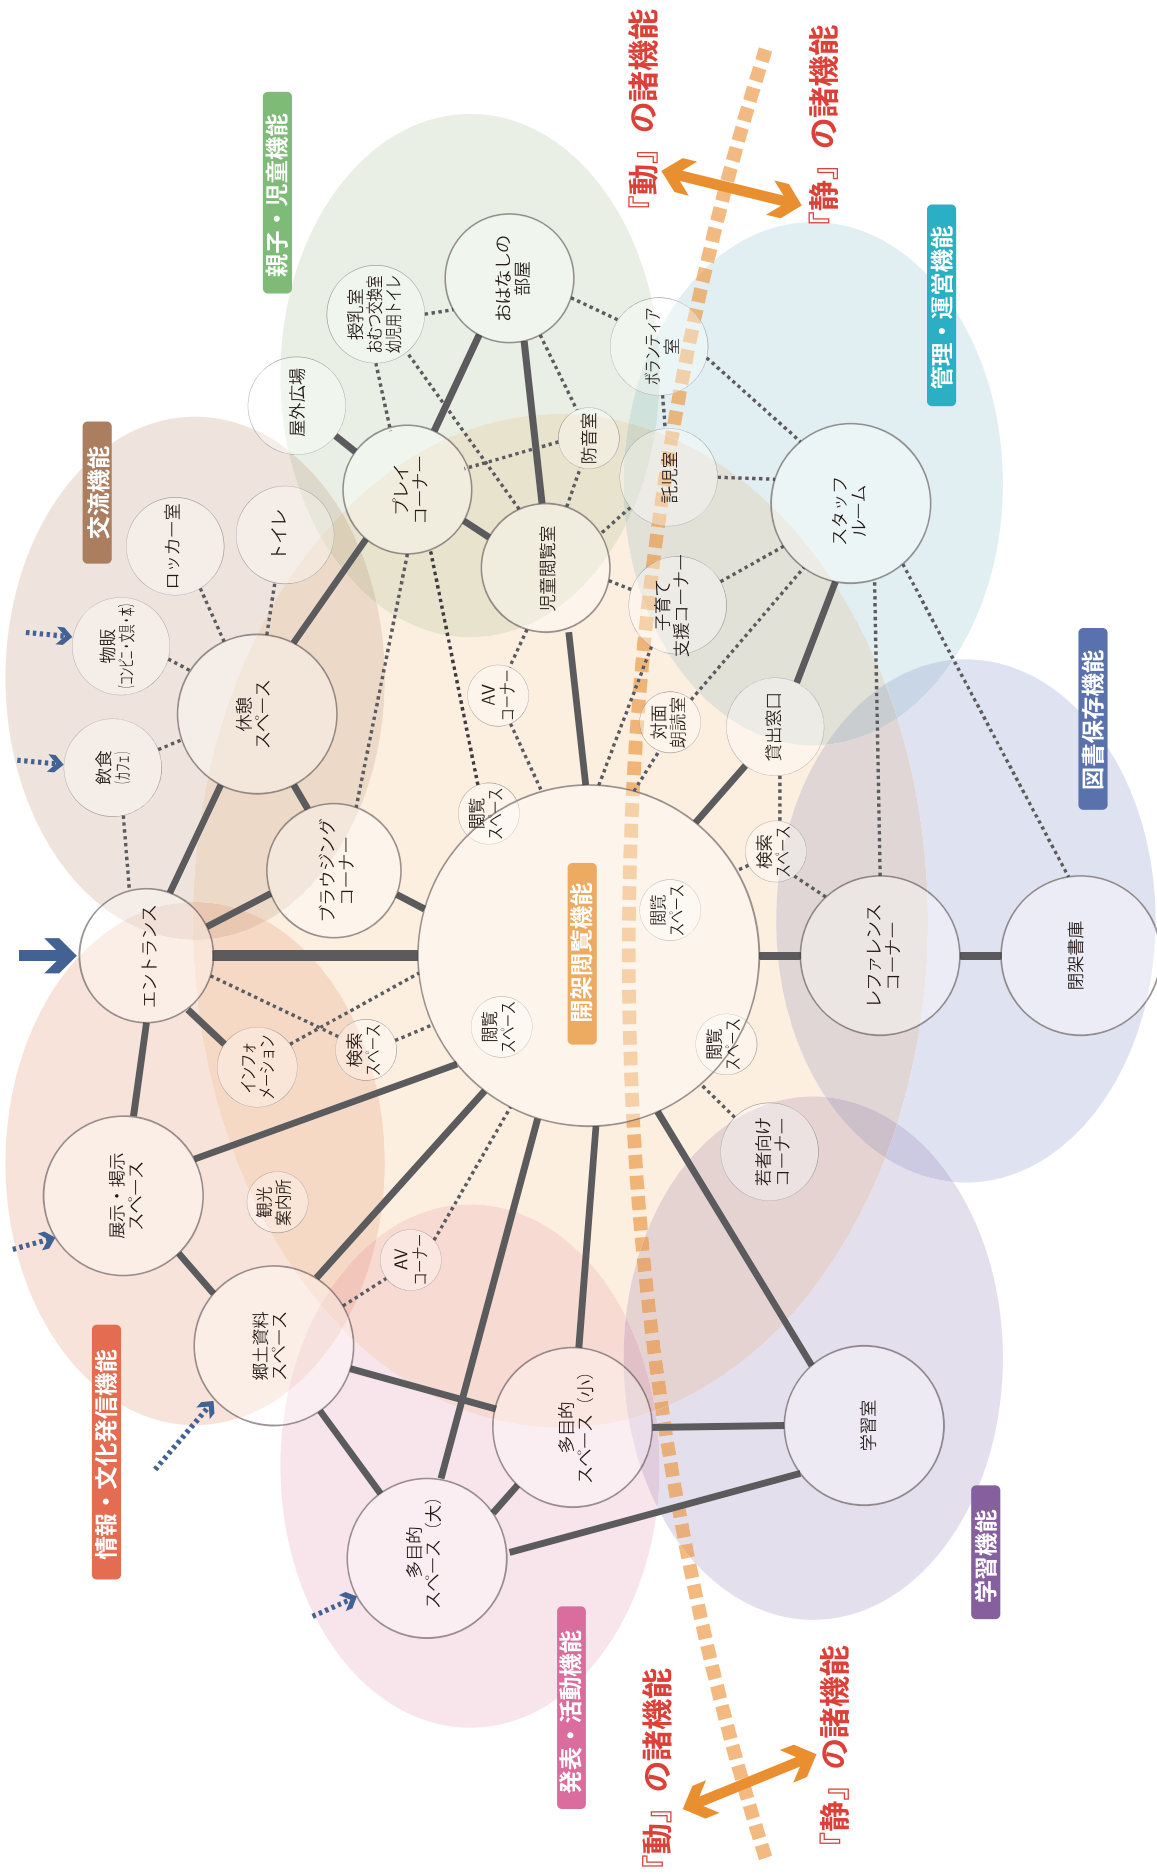 『動』の諸機能
『静』の諸機能
発表・活動機能
情報・文化発信機能
学習機能
多目的
スペース（大）
多目的
スペース（小）
学習室
郷土資料
スペース
AV
コーナー
展示・掲示
スペース
観光
案内所
若者向け
コーナー
インフォ
メーション
検索
スペース
エントランス
閲覧
スペース
閲覧
スペース
開架閲覧機能
閲覧
スペース
閲覧
スペース
レファレンス
コーナー
閉架書庫
ブラウジング
コーナー
検索
スペース
飲食
（カフェ）
物販
（コンビニ・文具・本）
休憩
スペース
ロッカー室
トイレ
交流機能
AV
コーナー
対面
朗読室
貸出窓口
図書保存機能
児童閲覧室
子育て
支援コーナー
プレイ
コーナー
屋外広場
防音室
託児室
スタッフ
ルーム
授乳室
おむつ交換室
幼児用トイレ
おはなしの
部屋
ボランティア
室
親子・児童機能
管理・運営機能
『動』の諸機能
『静』の諸機能